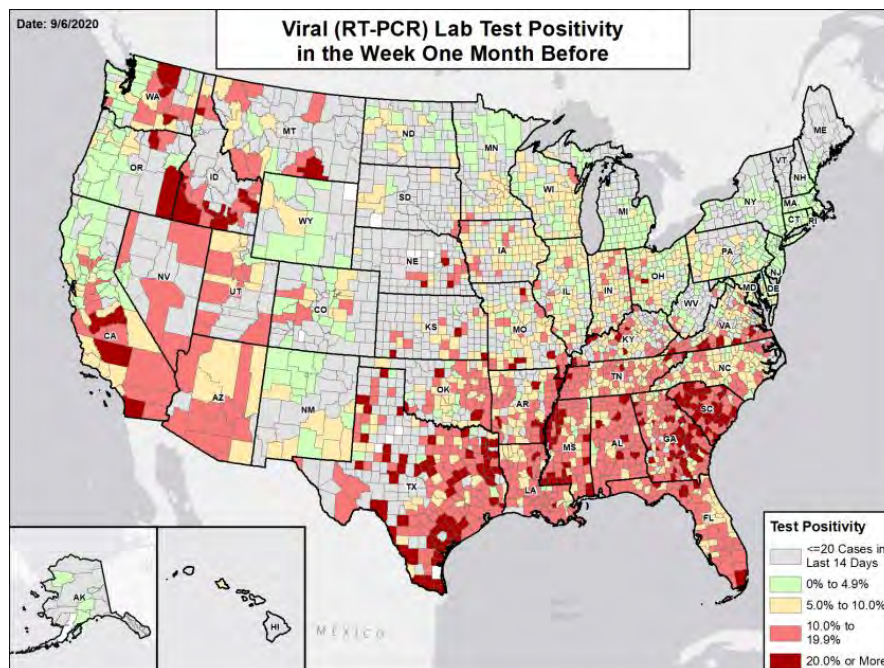 Date: 9/6/2020
Viral (RT-PCR) Lab Test Positivity
in the Week One Month Before
WA
MT
ND
MN
ME
OR
ID
VT
NH
WI
SD
NY
MA
WY
MI
CT
RI
IA
PA
NJ
NE
OH
NV
IL
IN
MD
DE
UT
CO
WV
VA
CA
KS
MO
KY
NC
TN
OK
AZ
NM
AR
SC
MS
AL
GA
TX
LA
FL
Test Positivity
<=20 Cases in
Last 14 Days
0% to 4.9%
5.0% to 10.0%
10.0% to
19.9%
20.0% or More
AK
HI
MÉXICO